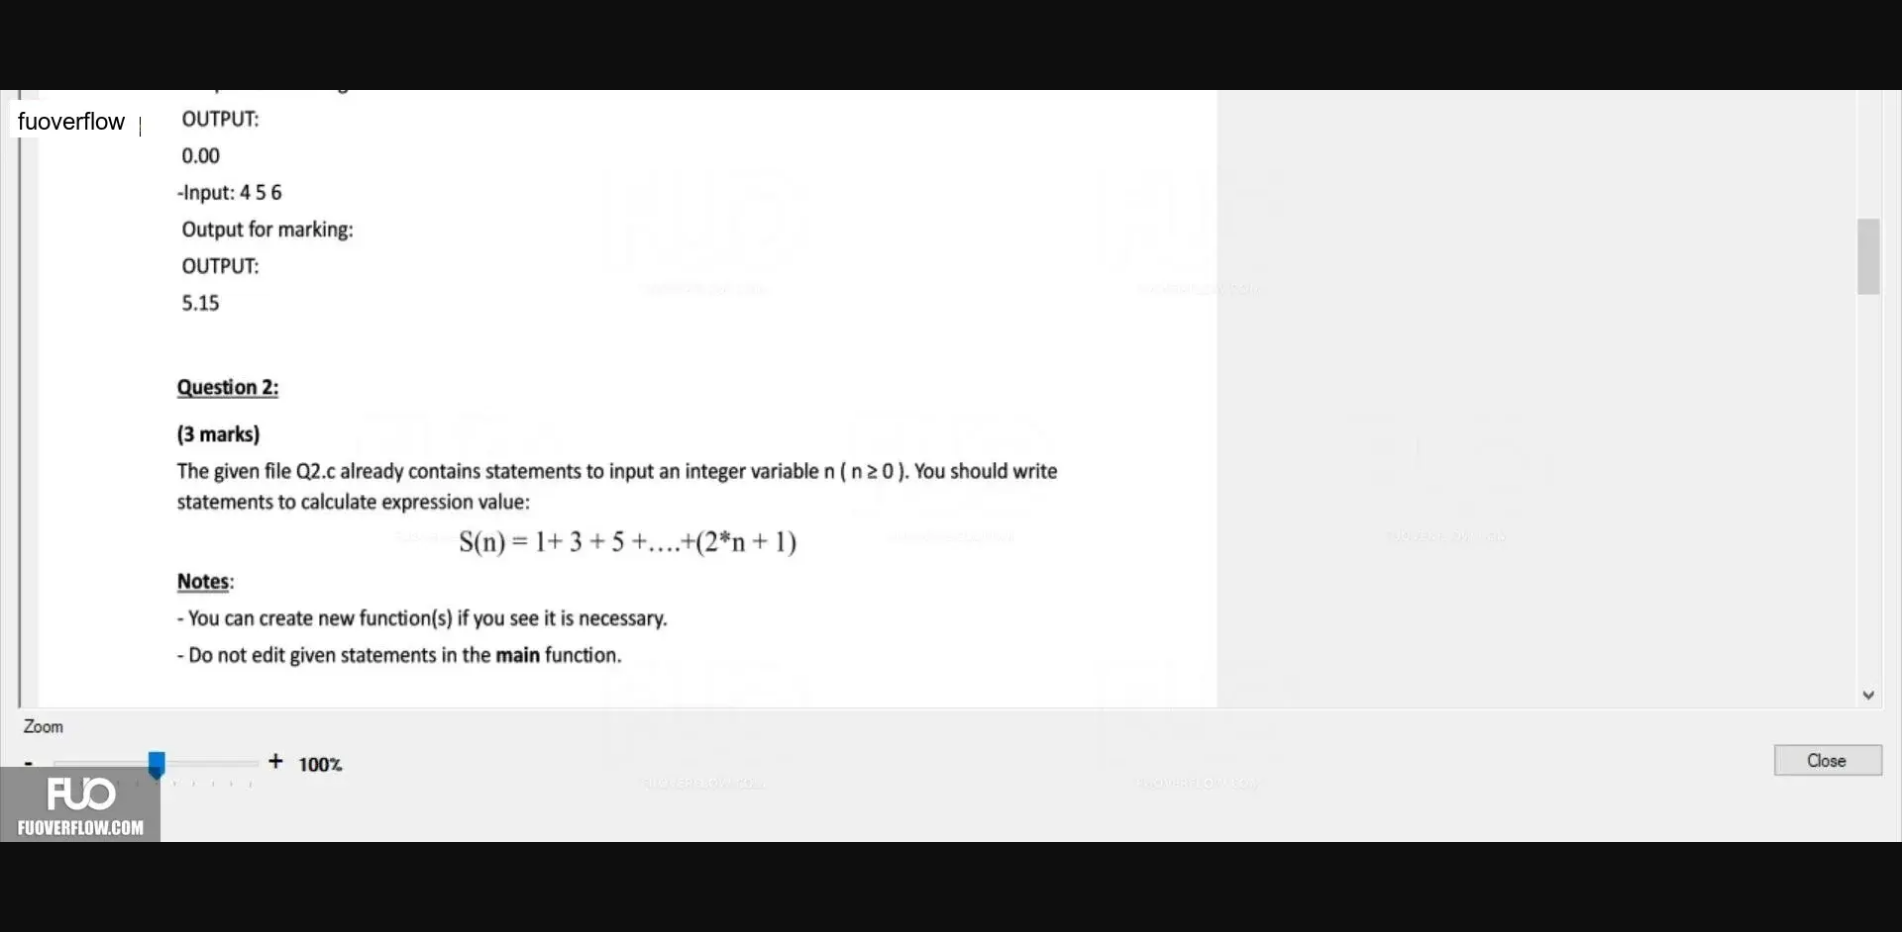 fuoverflow |
OUTPUT:
0.00
-Input: 4 5 6
Output for marking:
OUTPUT:
5.15
Question 2:
(3 marks)
The given file Q2.c already contains statements to input an integer variable n ( n ≥ 0 ). You should write
statements to calculate expression value:
S(n) = 1+ 3 + 5 +....+(2*n + 1)
Notes:
- You can create new function(s) if you see it is necessary.
- Do not edit given statements in the main function.
Zoom
- + 100%
Close
FUO
FUOVERFLOW.COM